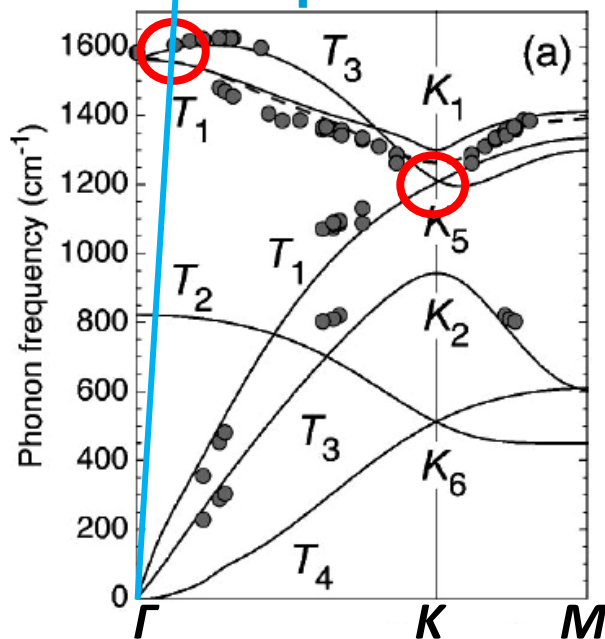 (a)
Phonon frequency (cm⁻¹)
1600
1400
1200
1000
800
600
400
200
0
T₃
T₁
K₁
K₅
T₁
T₂
K₂
T₃
K₆
T₄
Γ
K
M